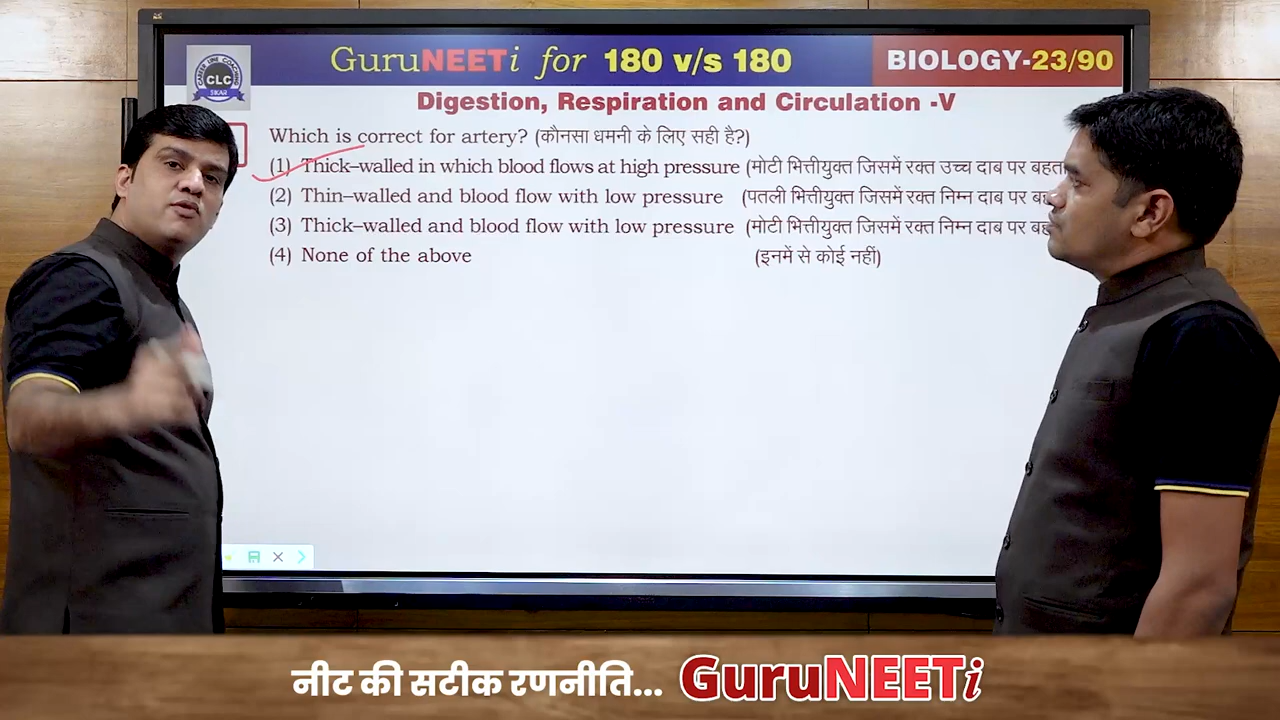 GuruNEETi for 180 v/s 180
BIOLOGY-23/90
CLC
SIKAR
Digestion, Respiration and Circulation -V
Which is correct for artery? (कौनसा धमनी के लिए सही है?)
(1) Thick–walled in which blood flows at high pressure (मोटी भित्तीयुक्त जिसमें रक्त उच्च दाब पर
(2) Thin–walled and blood flow with low pressure (पतली भित्तीयुक्त जिसमें रक्त निम्न दाब पर
(3) Thick–walled and blood flow with low pressure (मोटी भित्तीयुक्त जिसमें रक्त निम्न दाब पर
(4) None of the above (इनमें से कोई नहीं)
नीट की सटीक रणनीति... GuruNEETi